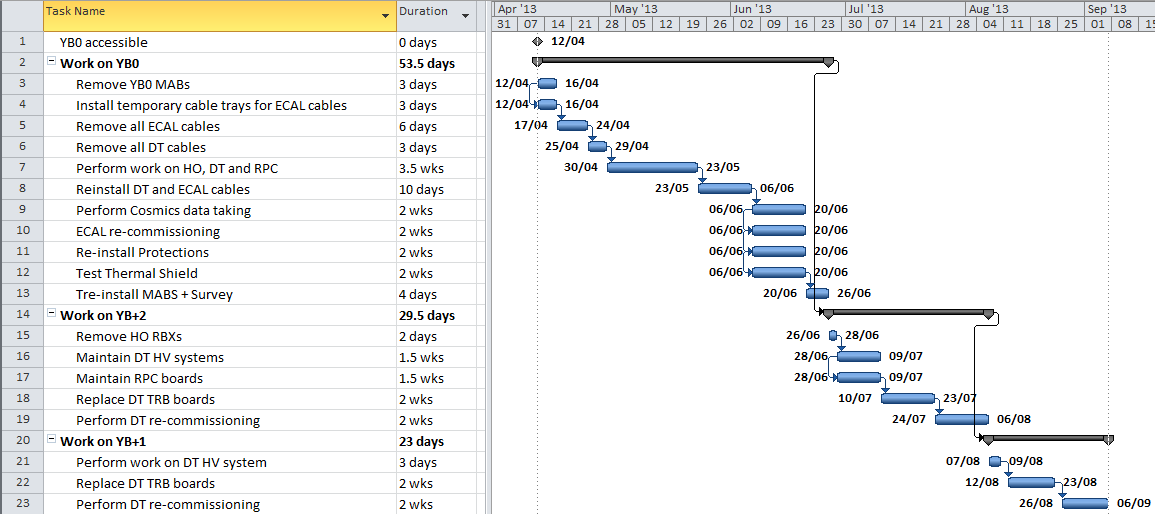 Task Name Duration Apr '13 May '13 Jun '13 Jul '13 Aug '13 Sep '13
31 07 14 21 28 05 12 19 26 02 09 16 23 30 07 14 21 28 04 11 18 25 01 08 15
1 YB0 accessible 0 days 12/04
2 Work on YB0 53.5 days
3 Remove YB0 MABs 3 days 12/04 16/04
4 Install temporary cable trays for ECAL cables 3 days 12/04 16/04
5 Remove all ECAL cables 6 days 17/04 24/04
6 Remove all DT cables 3 days 25/04 29/04
7 Perform work on HO, DT and RPC 3.5 wks 30/04 23/05
8 Reinstall DT and ECAL cables 10 days 23/05 06/06
9 Perform Cosmics data taking 2 wks 06/06 20/06
10 ECAL re-commissioning 2 wks 06/06 20/06
11 Re-install Protections 2 wks 06/06 20/06
12 Test Thermal Shield 2 wks 06/06 20/06
13 Tre-install MABS + Survey 4 days 20/06 26/06
14 Work on YB+2 29.5 days
15 Remove HO RBXs 2 days 26/06 28/06
16 Maintain DT HV systems 1.5 wks 28/06 09/07
17 Maintain RPC boards 1.5 wks 28/06 09/07
18 Replace DT TRB boards 2 wks 10/07 23/07
19 Perform DT re-commissioning 2 wks 24/07 06/08
20 Work on YB+1 23 days
21 Perform work on DT HV system 3 days 07/08 09/08
22 Replace DT TRB boards 2 wks 12/08 23/08
23 Perform DT re-commissioning 2 wks 26/08 06/09